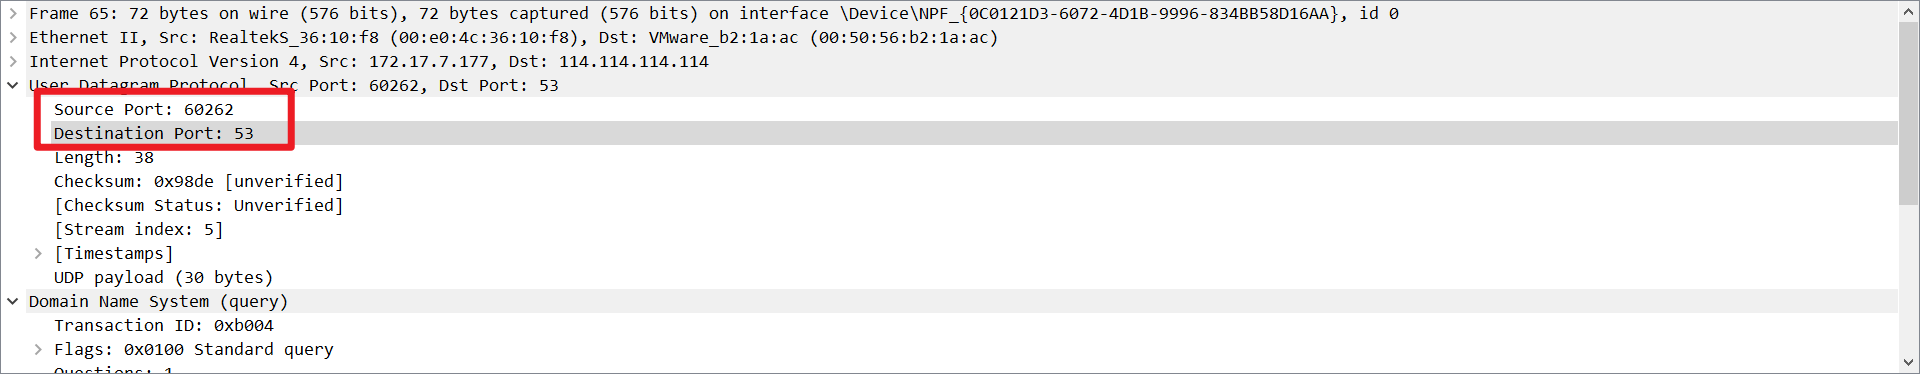 Frame 65: 72 bytes on wire (576 bits), 72 bytes captured (576 bits) on interface \Device\NPF_{0C0121D3-6072-4D1B-9996-834BB58D16AA}, id 0
Ethernet II, Src: RealtekS_36:10:f8 (00:e0:4c:36:10:f8), Dst: VMware_b2:1a:ac (00:50:56:b2:1a:ac)
Internet Protocol Version 4, Src: 172.17.7.177, Dst: 114.114.114.114
User Datagram Protocol, Src Port: 60262, Dst Port: 53
Source Port: 60262
Destination Port: 53
Length: 38
Checksum: 0x98de [unverified]
[Checksum Status: Unverified]
[Stream index: 5]
[Timestamps]
UDP payload (30 bytes)
Domain Name System (query)
Transaction ID: 0xb004
Flags: 0x0100 Standard query
Questions: 1